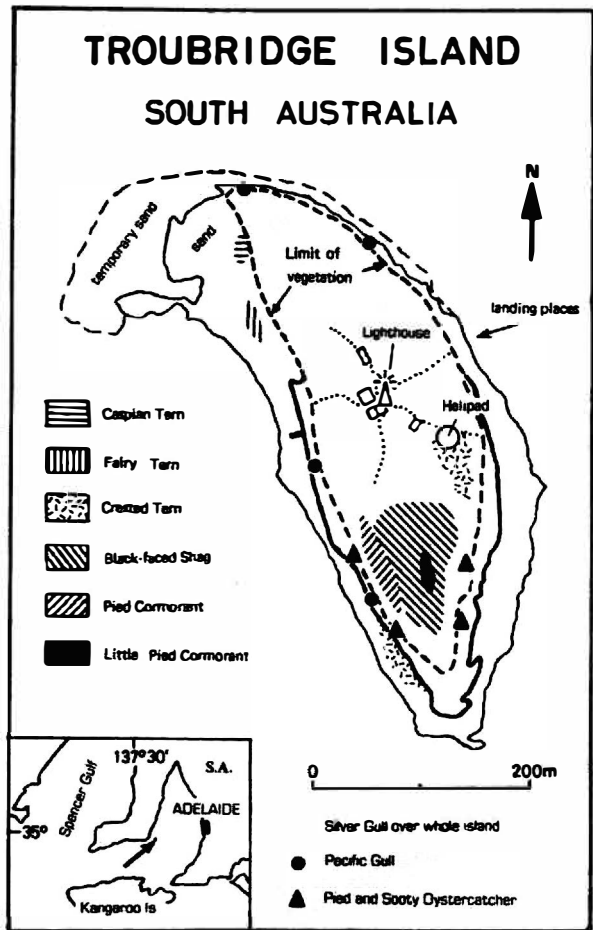 TROUBRIDGE ISLAND
SOUTH AUSTRALIA
N
temporary sand
sand
Limit of
vegetation
landing places
Lighthouse
Helipad
Caspian Tern
Fairy Tern
Crested Tern
Black-faced Shag
Pied Cormorant
Little Pied Cormorant
137°30'
S.A.
Spencer Gulf
ADELAIDE
35°
Kangaroo Is
0 200m
Silver Gull over whole island
Pacific Gull
Pied and Sooty Oystercatcher